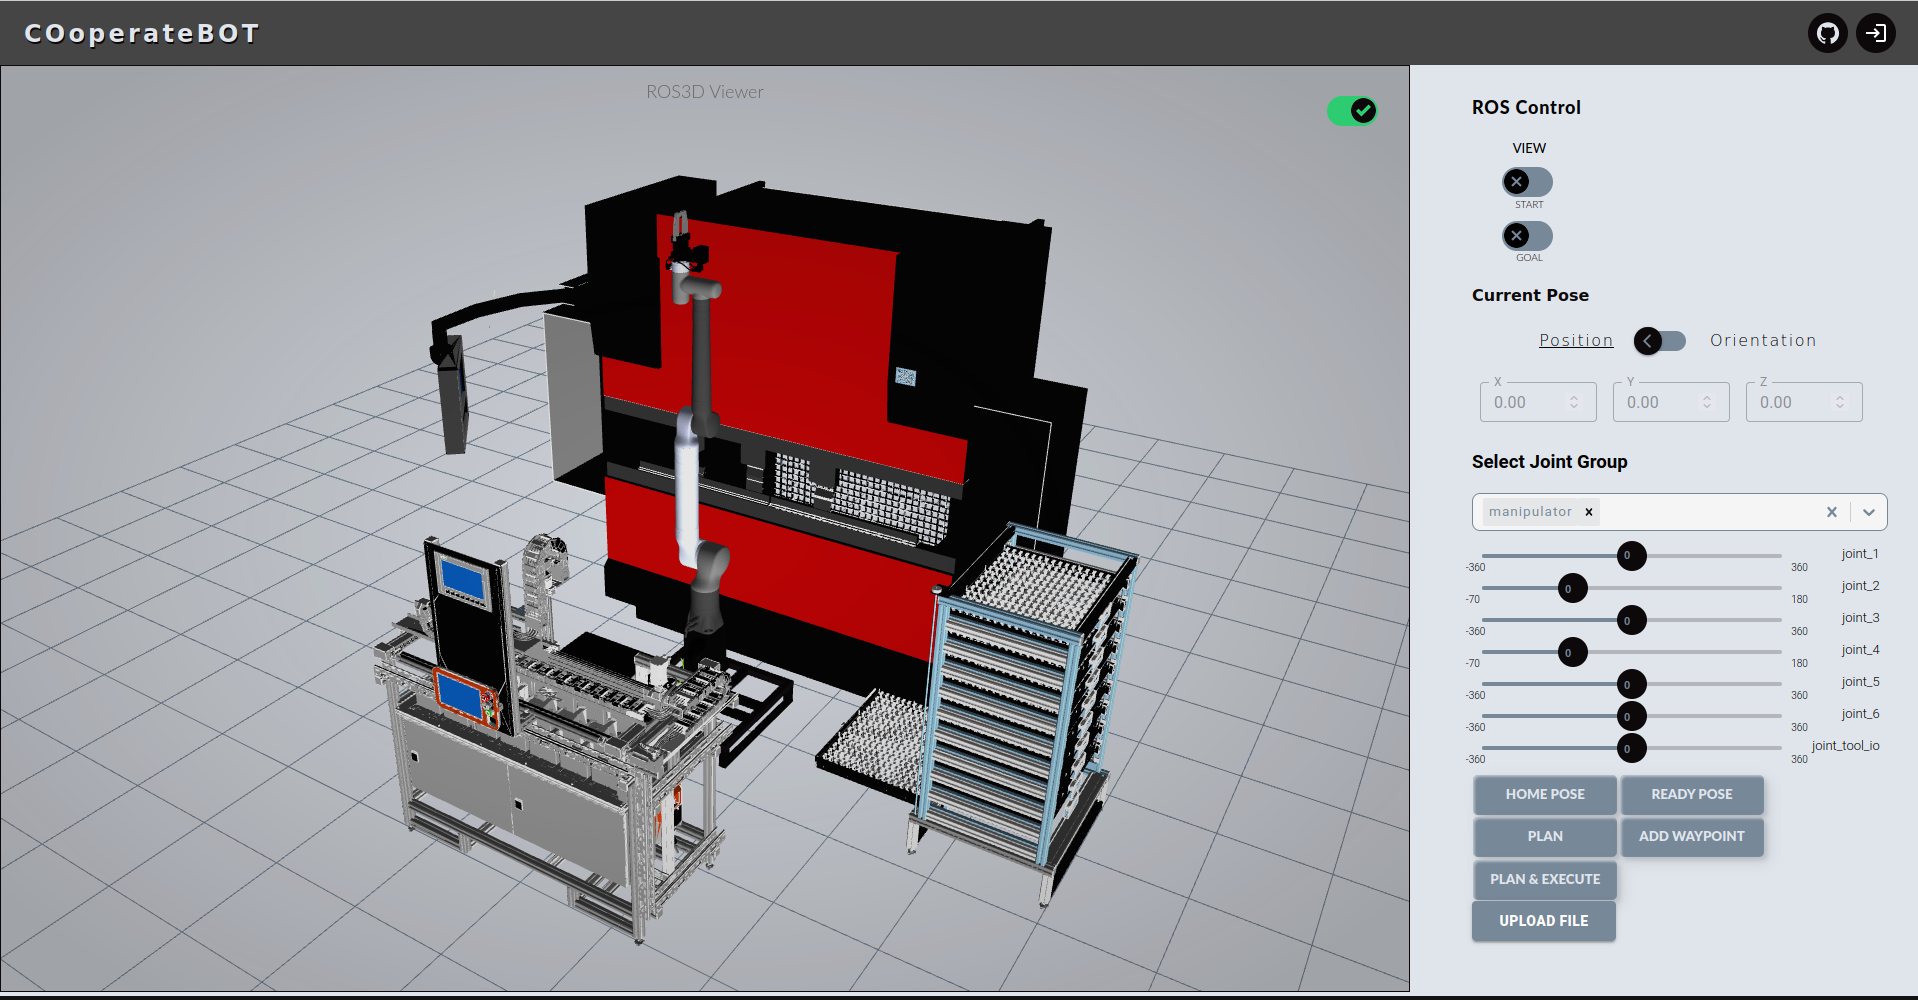 COoperateBOT
ROS3D Viewer
ROS Control
VIEW
START
GOAL
Current Pose
Position Orientation
X Y Z
0.00 0.00 0.00
Select Joint Group
manipulator
0 joint_1
-360 360
0 joint_2
-70 180
0 joint_3
-360 360
0 joint_4
-70 180
0 joint_5
-360 360
0 joint_6
-360 360
0 joint_tool_io
-360 360
HOME POSE READY POSE
PLAN ADD WAYPOINT
PLAN & EXECUTE
UPLOAD FILE